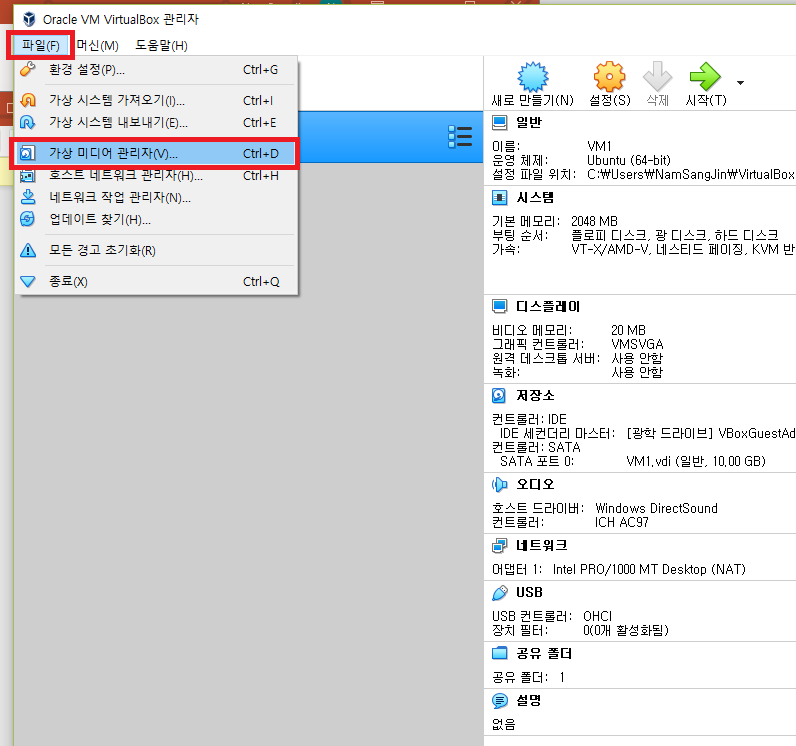 Oracle VM VirtualBox 관리자
파일(F) 머신(M) 도움말(H)
환경 설정(P)... Ctrl+G
가상 시스템 가져오기(I)... Ctrl+I
가상 시스템 내보내기(E)... Ctrl+E
가상 미디어 관리자(V)... Ctrl+D
호스트 네트워크 관리자(H)... Ctrl+H
네트워크 작업 관리자(N)...
업데이트 찾기(H)...
모든 경고 초기화(R)
종료(X) Ctrl+Q
새로 만들기(N) 설정(S) 삭제 시작(T)
일반
이름: VM1
운영 체제: Ubuntu (64-bit)
설정 파일 위치: C:₩Users₩NamSangJin₩VirtualBox
시스템
기본 메모리: 2048 MB
부팅 순서: 플로피 디스크, 광 디스크, 하드 디스크
가속: VT-x/AMD-V, 네스티드 페이징, KVM 반
디스플레이
비디오 메모리: 20 MB
그래픽 컨트롤러: VMSVGA
원격 데스크톱 서버: 사용 안함
녹화: 사용 안함
저장소
컨트롤러: IDE
IDE 세컨더리 마스터: [광학 드라이브] VBoxGuestAd
컨트롤러: SATA
SATA 포트 0: VM1.vdi (일반, 10.00 GB)
오디오
호스트 드라이버: Windows DirectSound
컨트롤러: ICH AC97
네트워크
어댑터 1: Intel PRO/1000 MT Desktop (NAT)
USB
USB 컨트롤러: OHCI
장치 필터: 0(0개 활성화됨)
공유 폴더
공유 폴더: 1
설명
없음